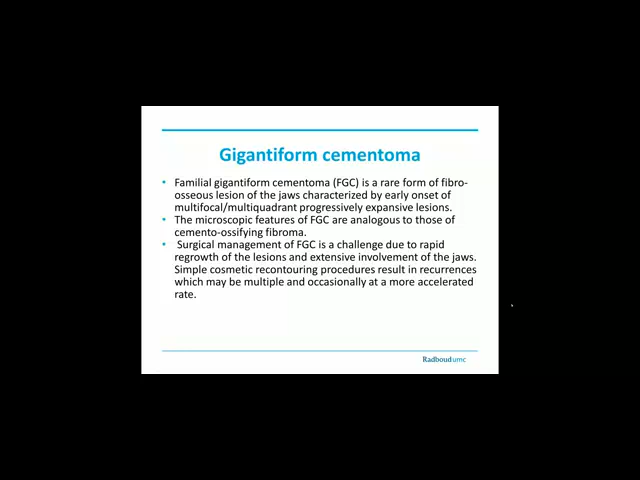 Gigantiform cementoma
• Familial gigantiform cementoma (FGC) is a rare form of fibro-
osseous lesion of the jaws characterized by early onset of
multifocal/multiquadrant progressively expansive lesions.
• The microscopic features of FGC are analogous to those of
cemento-ossifying fibroma.
• Surgical management of FGC is a challenge due to rapid
regrowth of the lesions and extensive involvement of the jaws.
Simple cosmetic recontouring procedures result in recurrences
which may be multiple and occasionally at a more accelerated
rate.
Radboudumc